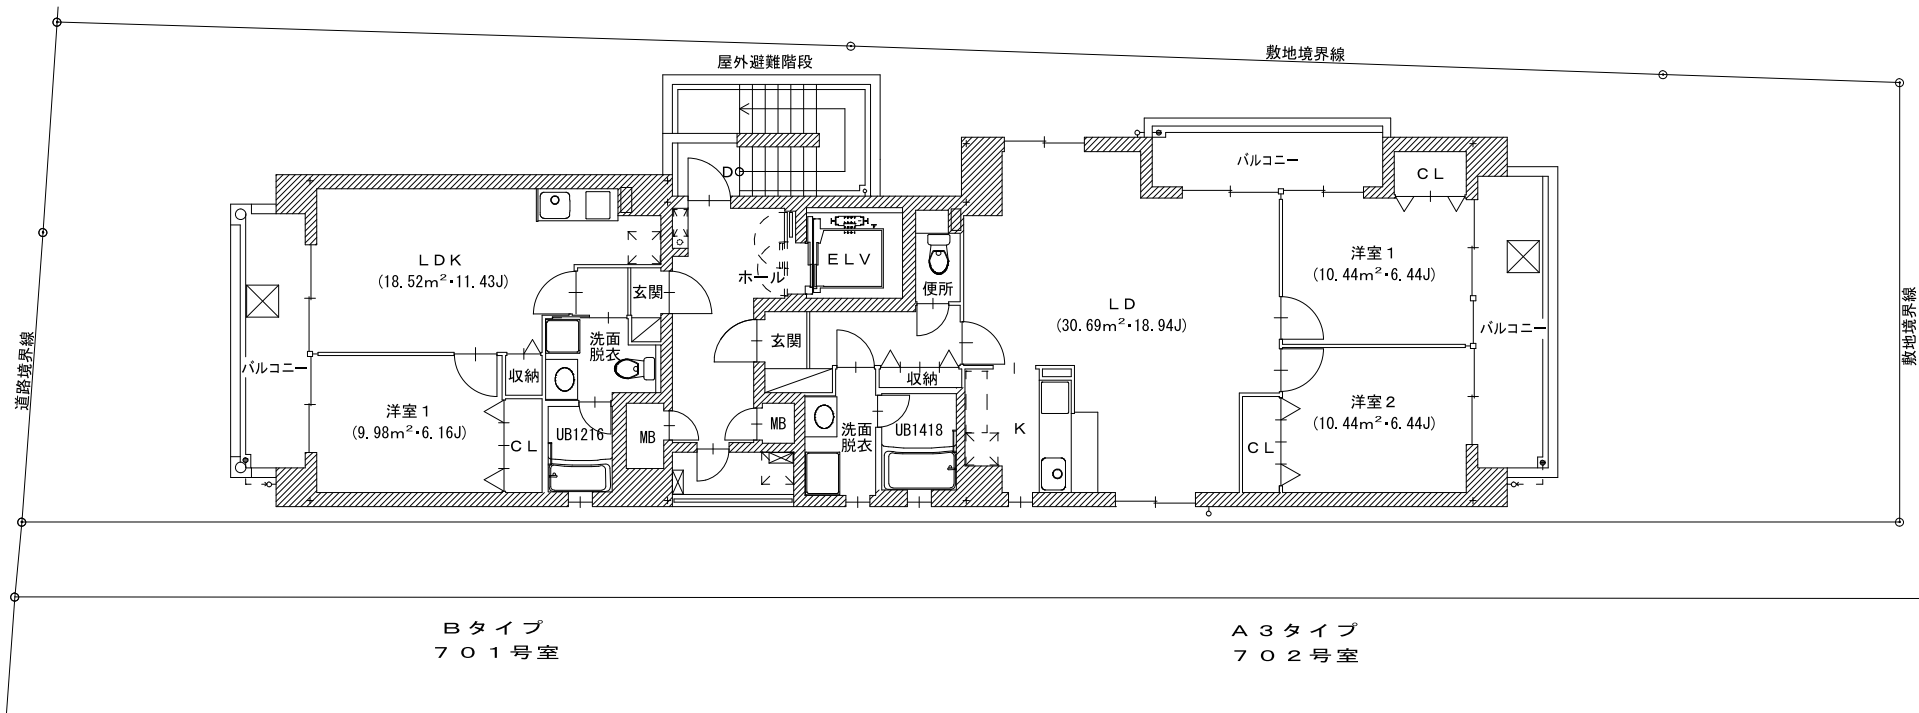 屋外避難階段
敷地境界線
D
バルコニー
CL
LDK
(18.52m²・11.43J)
ホール
ELV
便所
玄関
洋室1
(10.44m²・6.44J)
LD
(30.69m²・18.94J)
バルコニー
敷地境界線
道路境界線
バルコニー
洗面
脱衣
玄関
収納
収納
洋室1
(9.98m²・6.16J)
CL
UB1216
MB
MB
洗面
脱衣
UB1418
K
洋室2
(10.44m²・6.44J)
CL
Bタイプ
701号室
A3タイプ
702号室